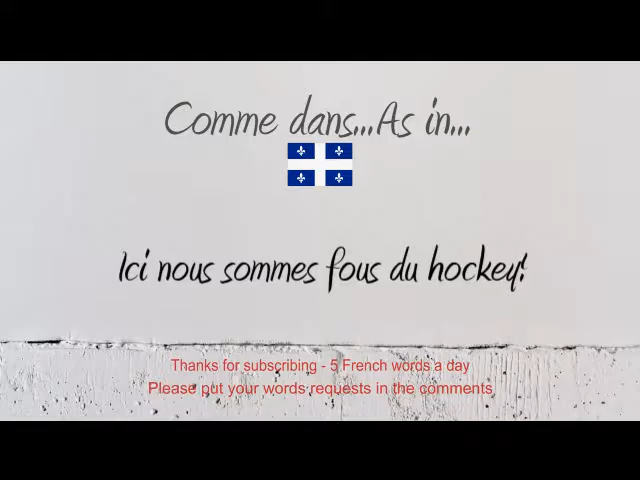 Comme dans...As in...
Ici nous sommes fous du hockey!
Thanks for subscribing - 5 French words a day
Please put your words requests in the comments